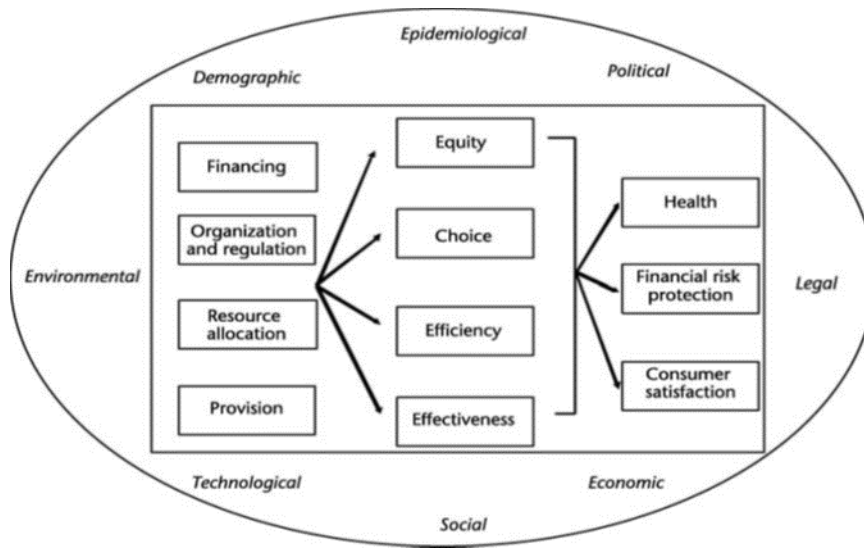 Epidemiological
Demographic
Political
Financing
Organization
and regulation
Resource
allocation
Provision
Equity
Choice
Efficiency
Effectiveness
Health
Financial risk
protection
Consumer
satisfaction
Environmental
Legal
Technological
Economic
Social